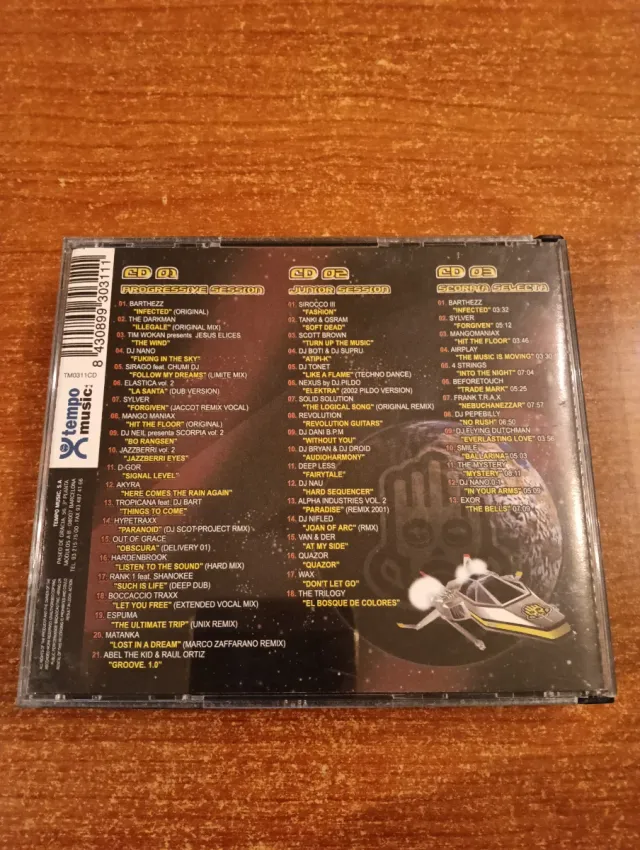 8 430899 303111
TM0311CD
tempo
music:
TEMPO MUSIC, S.A.
CD 01
PROGRESSIVE SESSION
01. BARTHEZZ
"INFECTED" (ORIGINAL)
02. THE DARKMAN
"ILLEGALE" (ORIGINAL MIX)
03. TIM WOKAN presents JESUS ELICES
"THE WIND"
04. DJ NANO
"FUKING IN THE SKY"
05. SIRAGO feat. CHUMI DJ
"FOLLOW MY DREAMS" (LIMITE MIX)
06. ELASTICA vol. 2
"LA SANTA" (DUB VERSION)
07. SYLVER
"FORGIVEN" (JACCOT REMIX VOCAL)
08. MANGO MANIAX
"HIT THE FLOOR" (ORIGINAL)
09. DJ NEIL presents SCORPIA vol. 2
"BO RANGSEN"
10. JAZZBERRI vol. 2
"JAZZBERRI EYES"
11. D-GOR
"SIGNAL LEVEL"
12. AKYRA
"HERE COMES THE RAIN AGAIN"
13. TROPICANA feat. DJ BART
"THINGS TO COME"
14. HYPETRAXX
"PARANOID" (DJ SCOT-PROJECT RMX)
15. OUT OF GRACE
"OBSCURA" (DELIVERY 01)
16. HARDENBROOK
"LISTEN TO THE SOUND" (HARD MIX)
17. RANK 1 feat. SHANOKEE
"SUCH IS LIFE" (DEEP DUB)
18. BOCCACCIO TRAXX
"LET YOU FREE" (EXTENDED VOCAL MIX)
19. ESPUMA
"THE ULTIMATE TRIP" (UNIX REMIX)
20. MATANKA
"LOST IN A DREAM" (MARCO ZAFFARANO REMIX)
21. ABEL THE KID & RAUL ORTIZ
"GROOVE. 1.0"
CD 02
JUNIOR SESSION
01. SIROCCO III
"FASHION"
02. TANKI & OSRAM
"SOFT DEAD"
03. SCOTT BROWN
"TURN UP THE MUSIC"
04. DJ BOTI & DJ SUPRU
"ATIPI-K"
05. DJ TONET
"LIKE A FLAME" (TECHNO DANCE)
06. NEXUS by DJ PILDO
"ELEKTRA" (2002 PILDO VERSION)
07. SOLID SOLUTION
"THE LOGICAL SONG" (ORIGINAL REMIX)
08. REVOLUTION
"REVOLUTION GUITARS"
09. DJ DANI B.P.M
"WITHOUT YOU"
10. DJ BRYAN & DJ DROID
"AUDIOHARMONY"
11. DEEP LESS
"FAIRYTALE"
12. DJ NAU
"HARD SEQUENCER"
13. ALPHA INDUSTRIES VOL. 2
"PARADISE" (REMIX 2001)
14. DJ NIFLED
"JOAN OF ARC" (RMX)
15. VAN & DER
"AT MY SIDE"
16. QUAZOR
"QUAZOR"
17. WAX
"DON'T LET GO"
18. THE TRILOGY
"EL BOSQUE DE COLORES"
CD 03
SCORPIA SELECTA
01. BARTHEZZ
"INFECTED" 03:32
02. SYLVER
"FORGIVEN" 05:12
03. MANGOMANIAX
"HIT THE FLOOR" 03:46
04. AIRPLAY
"THE MUSIC IS MOVING" 03:30
05. 4 STRINGS
"INTO THE NIGHT" 07:04
06. BEFORETOUCH
"TRADE MARK" 05:25
07. FRANK T.R.A.X
"NEBUCHANEZZAR" 07:57
08. DJ PEPEBILLY
"NO RUSH" 06:50
09. DJ FLYING DUTCHMAN
"EVERLASTING LOVE" 03:56
10. SMILE
"BALLARINA" 05:03
11. THE MYSTERY
"MYSTERY" 08:11
12. DJ NANO 0.1
"IN YOUR ARMS" 05:05
13. EXOR
"THE BELLS" 07:09